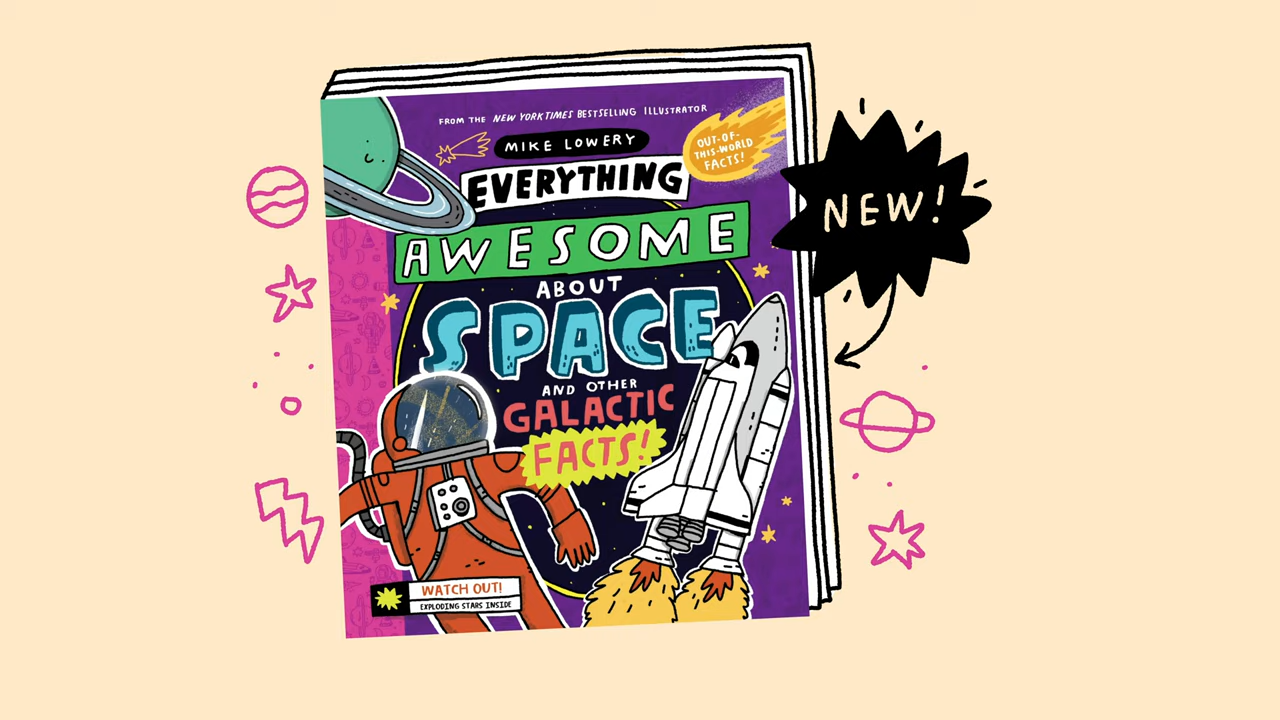 FROM THE NEW YORK TIMES BESTSELLING ILLUSTRATOR
MIKE LOWERY
OUT-OF-
THIS-WORLD
FACTS!
EVERYTHING
AWESOME
ABOUT
SPACE
AND OTHER
GALACTIC
FACTS!
WATCH OUT!
EXPLODING STARS INSIDE
NEW!